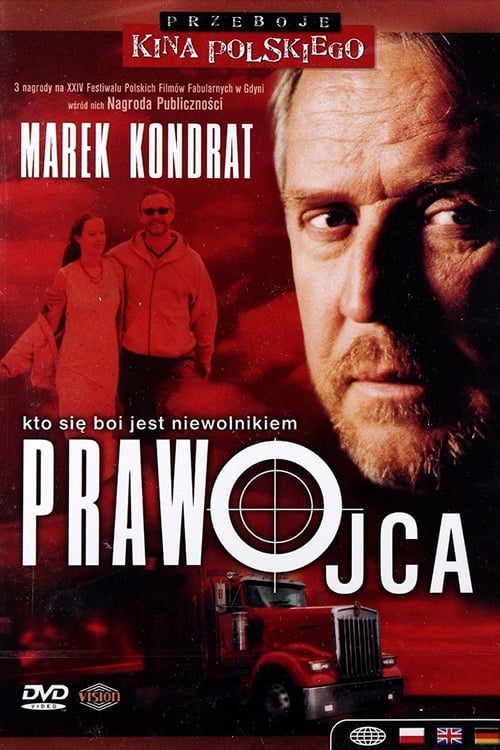 PRZEBOJE
KINA POLSKIEGO
3 nagrody na XXIV Festiwalu Polskich Filmów Fabularnych w Gdyni
wśród nich Nagroda Publiczności
MAREK KONDRAT
kto się boi jest niewolnikiem
PRAWO OJCA
DVD
VIDEO
VISION